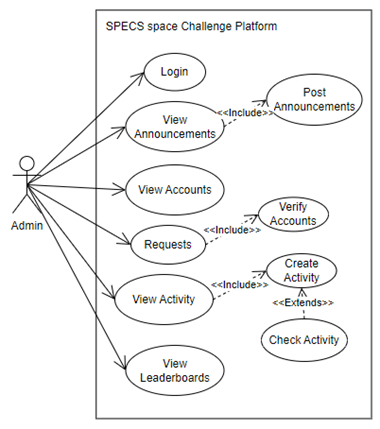 SPECS space Challenge Platform
Login
Post
Announcements
View
Announcements
<<Include>>
View Accounts
Verify
Accounts
Admin
Requests
<<Include>>
Create
Activity
View Activity
<<Include>>
<<Extends>>
Check Activity
View
Leaderboards